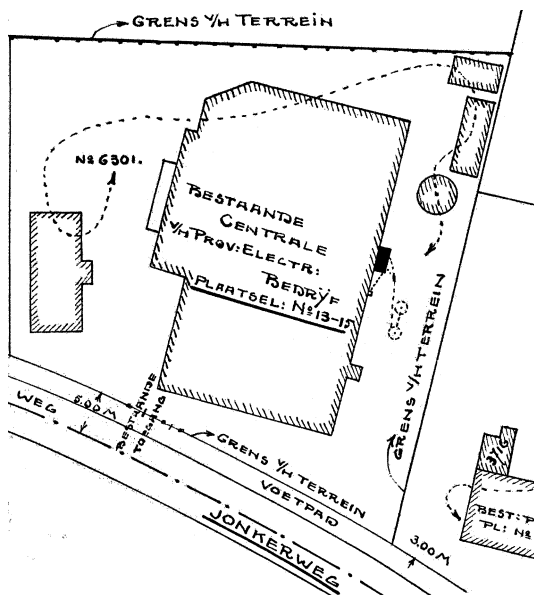 GRENS V/H TERREIN
No 6301.
BESTAANDE
CENTRALE
V/H PROV: ELECTR:
BEDRYF
PLAATSEL: No 13-15
GRENS V/H TERREIN
5.00 M
WEG
BESTAANDE
TOEGANG
GRENS V/H TERREIN
VOETPAD
JONKERWEG
3.00 M
BEST: P
PL: No